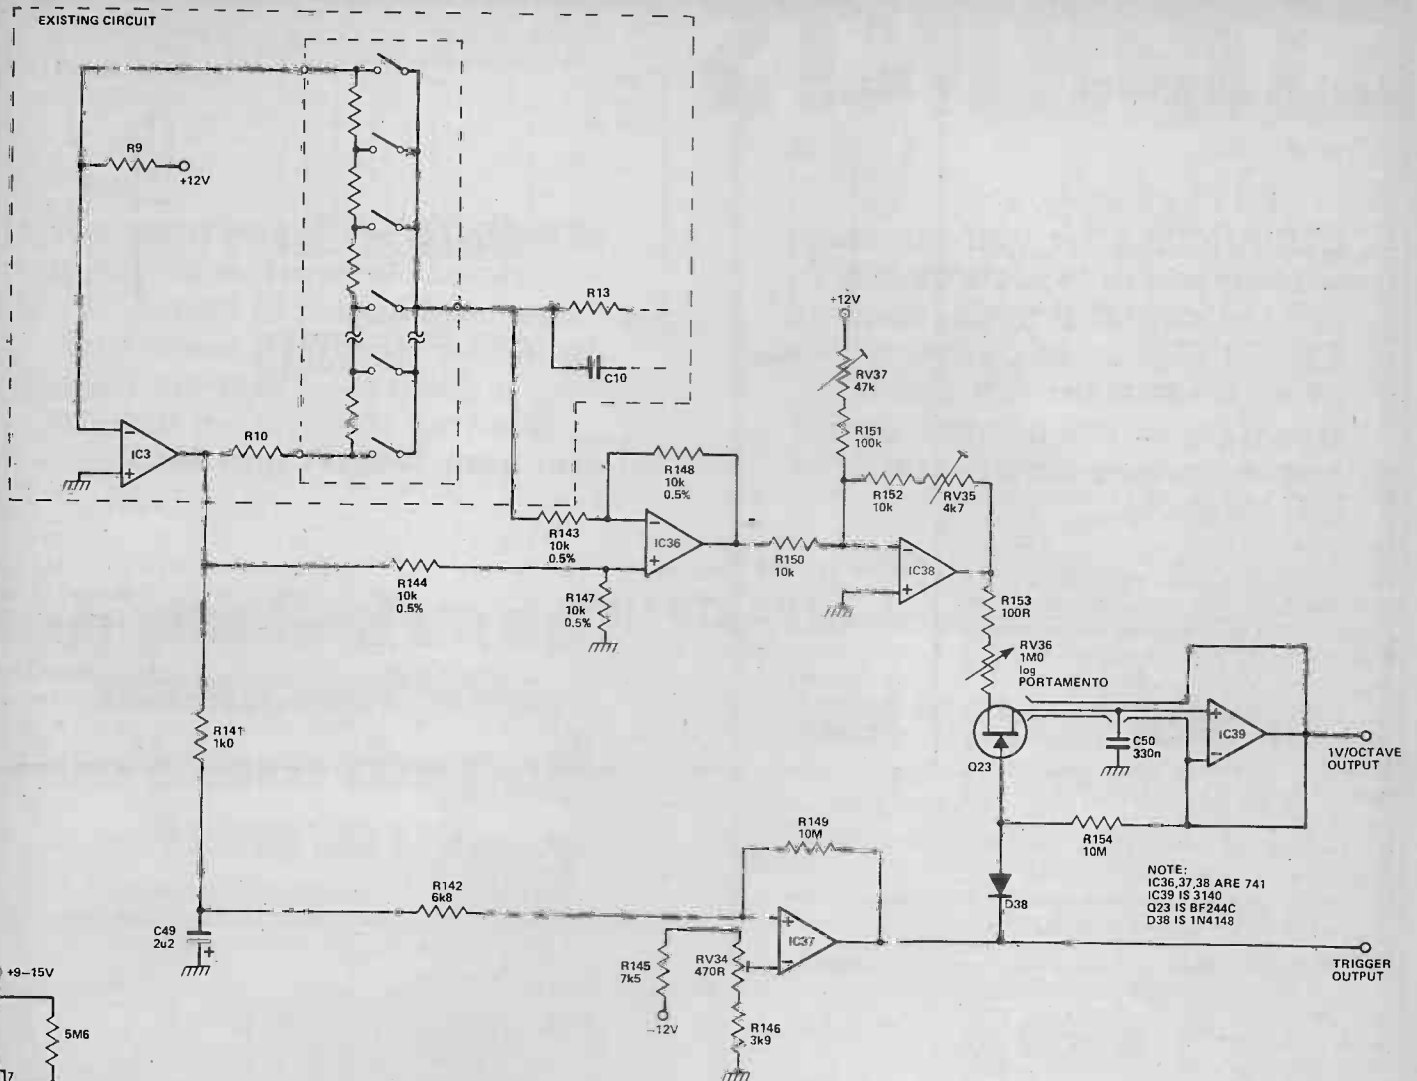 EXISTING CIRCUIT
R9
+12V
R13
C10
+12V
RV37
47k
R151
100k
IC3
R10
R148
10k
0.5%
R152
10k
RV35
4k7
R143
10k
0.5%
IC36
R150
10k
IC38
R144
10k
0.5%
R147
10k
0.5%
R153
100R
RV36
1M0
log
PORTAMENTO
R141
1k0
C50
330n
IC39
1V/OCTAVE
OUTPUT
Q23
R149
10M
R154
10M
NOTE:
IC36,37,38 ARE 741
IC39 IS 3140
Q23 IS BF244C
D38 IS 1N4148
R142
6k8
D38
C49
2u2
+
IC37
R145
7k5
RV34
470R
TRIGGER
OUTPUT
+9–15V
–12V
R146
3k9
5M6
7